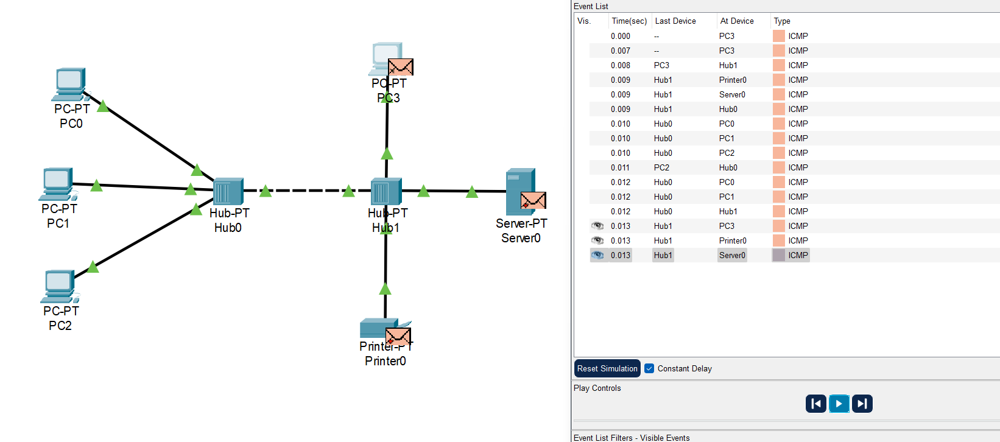 PC-PT
PC0
PC-PT
PC1
PC-PT
PC2
Hub-PT
Hub0
PC-PT
PC3
Hub-PT
Hub1
Server-PT
Server0
Printer-PT
Printer0
Event List
Vis. Time(sec) Last Device At Device Type
0.000 -- PC3 ICMP
0.007 -- PC3 ICMP
0.008 PC3 Hub1 ICMP
0.009 Hub1 Printer0 ICMP
0.009 Hub1 Server0 ICMP
0.009 Hub1 Hub0 ICMP
0.010 Hub0 PC0 ICMP
0.010 Hub0 PC1 ICMP
0.010 Hub0 PC2 ICMP
0.011 PC2 Hub0 ICMP
0.012 Hub0 PC0 ICMP
0.012 Hub0 PC1 ICMP
0.012 Hub0 Hub1 ICMP
0.013 Hub1 PC3 ICMP
0.013 Hub1 Printer0 ICMP
0.013 Hub1 Server0 ICMP
Reset Simulation Constant Delay
Play Controls
Event List Filters - Visible Events